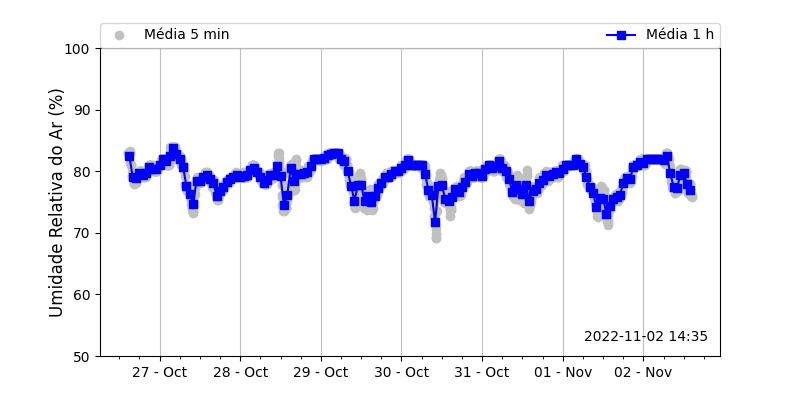 Média 5 min
Média 1 h
Umidade Relativa do Ar (%)
100
90
80
70
60
50
2022-11-02 14:35
27 - Oct
28 - Oct
29 - Oct
30 - Oct
31 - Oct
01 - Nov
02 - Nov